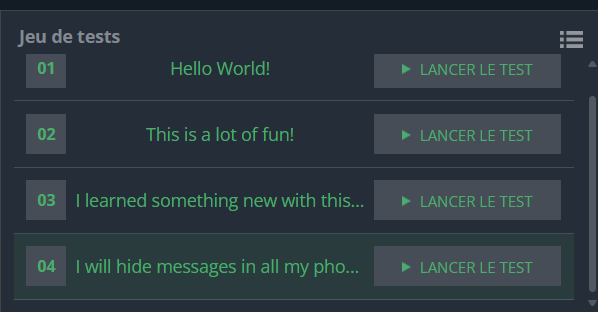 Jeu de tests
01 Hello World! LANCER LE TEST
02 This is a lot of fun! LANCER LE TEST
03 I learned something new with this... LANCER LE TEST
04 I will hide messages in all my pho... LANCER LE TEST